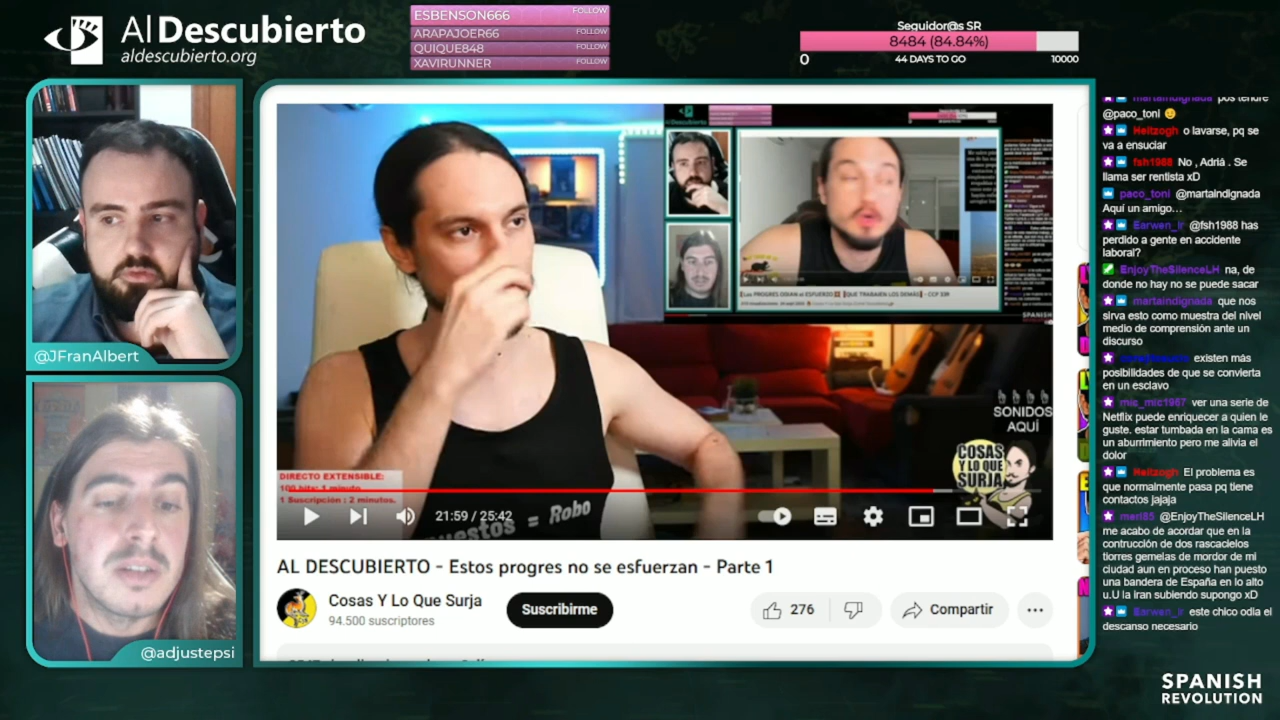 Al Descubierto
aldescubierto.org
ESBENSON666 FOLLOW
ARAPAJOER66 FOLLOW
QUIQUE848 FOLLOW
XAVIRUNNER FOLLOW
Seguidor@s SR
8484 (84.84%)
0 44 DAYS TO GO 10000
@JFranAlbert
@adjustepsi
SONIDOS
AQUÍ
COSAS
Y LO QUE
SURJA
DIRECTO EXTENSIBLE:
100 bits: 1 minuto
1 Suscripción : 2 minutos.
= Robo
21:59 / 25:42
AL DESCUBIERTO - Estos progres no se esfuerzan - Parte 1
Cosas Y Lo Que Surja
94.500 suscriptores
Suscribirme
276
Compartir
martaindignada pos tendré
@paco_toni
Heitzogh o lavarse, pq se
va a ensuciar
fsh1988 No , Adriá . Se
llama ser rentista xD
paco_toni @martaindignada
Aquí un amigo...
Earwen_ir @fsh1988 has
perdido a gente en accidente
laboral?
EnjoyTheSilenceLH na, de
donde no hay no se puede sacar
martaindignada que nos
sirva esto como muestra del nivel
medio de comprensión ante un
discurso
existen más
posibilidades de que se convierta
en un esclavo
mic_mic1967 ver una serie de
Netflix puede enriquecer a quien le
guste. estar tumbada en la cama es
un aburrimiento pero me alivia el
dolor
Heitzogh El problema es
que normalmente pasa pq tiene
contactos jajaja
meri85 @EnjoyTheSilenceLH
me acabo de acordar que en la
contrucción de dos rascacielos
tiorres gemelas de mordor de mi
ciudad aun en proceso han puesto
una bandera de España en lo alto
u.U la iran subiendo supongo xD
Earwen_ir este chico odia el
descanso necesario
SPANISH
REVOLUTION